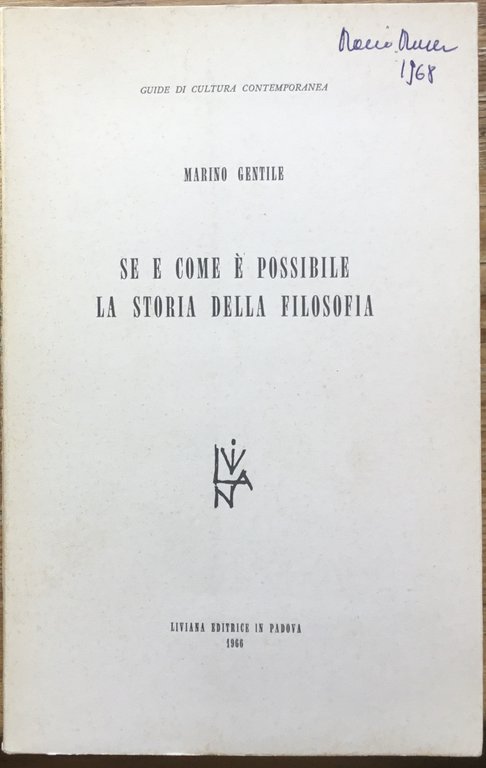 1968
GUIDE DI CULTURA CONTEMPORANEA
MARINO GENTILE
SE E COME È POSSIBILE
LA STORIA DELLA FILOSOFIA
LIVIANA EDITRICE IN PADOVA
1966